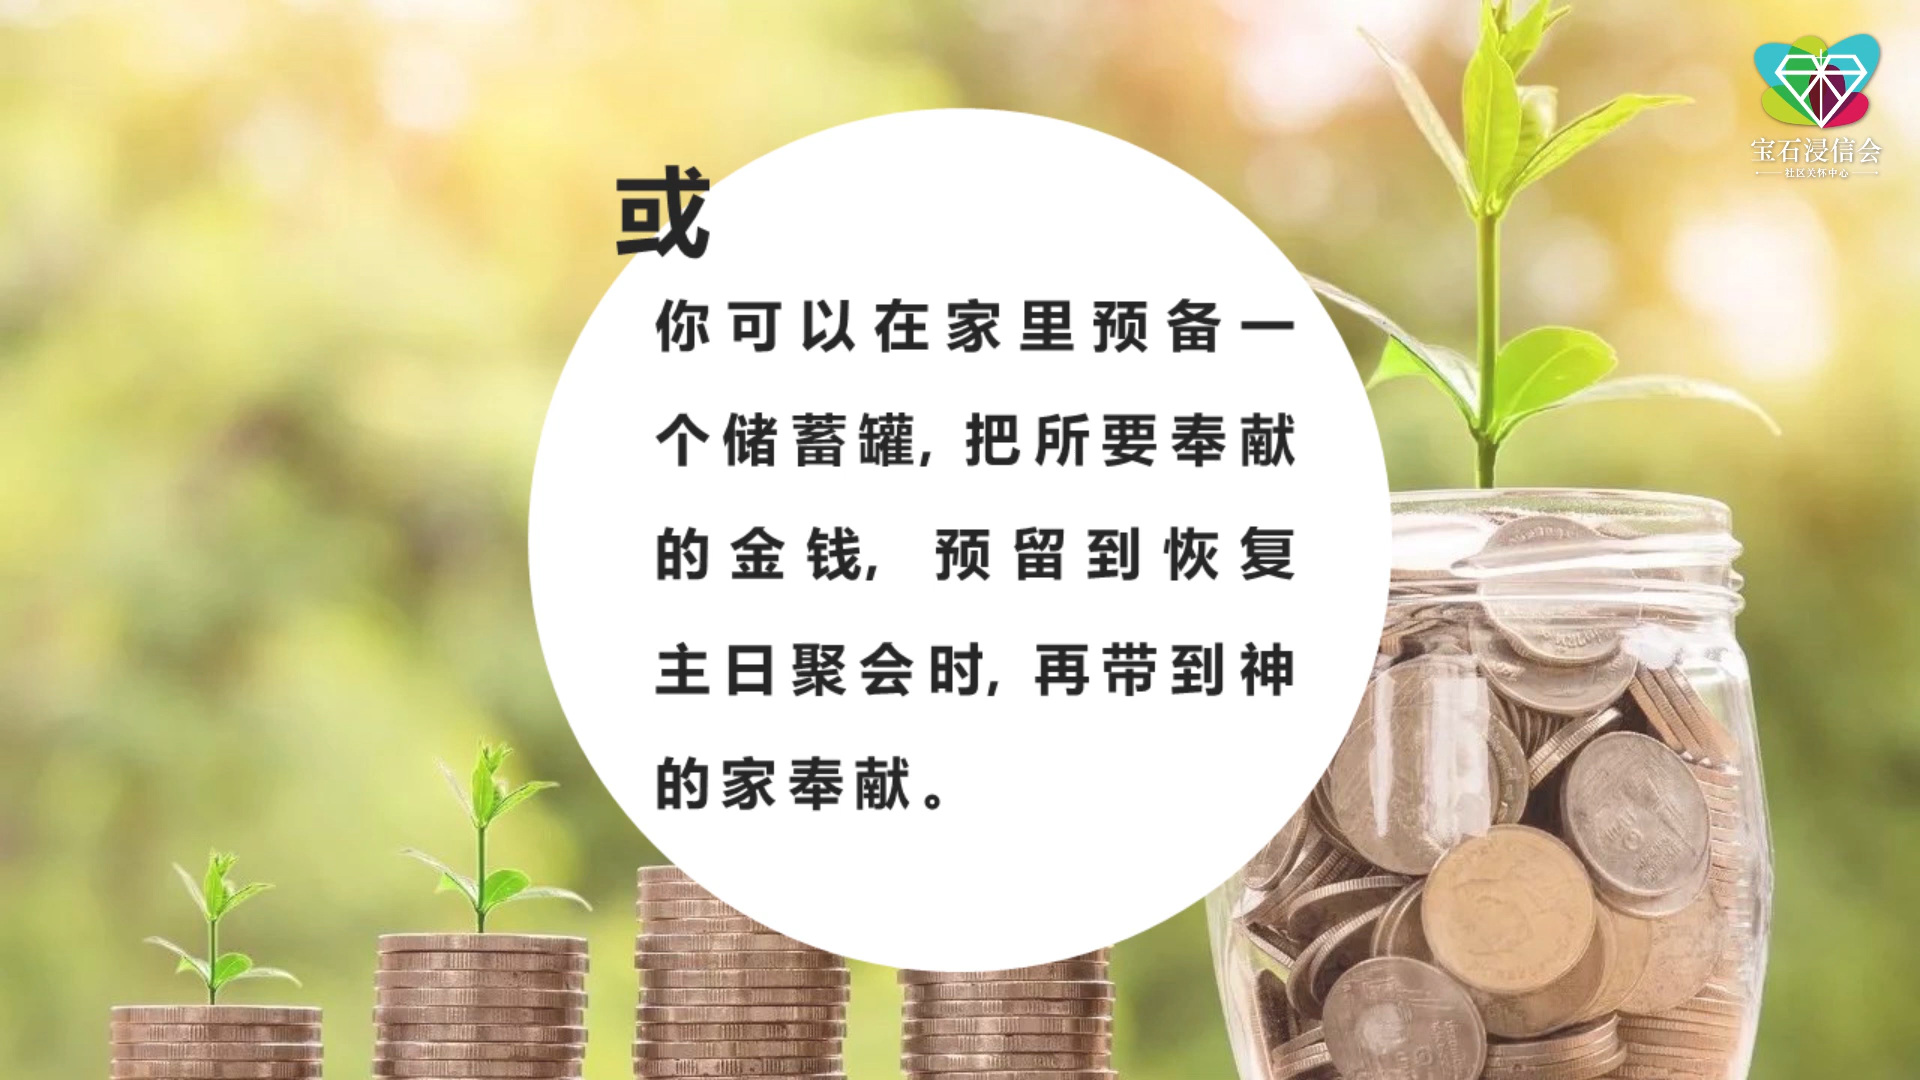 宝石浸信会
社区关怀中心
或
你可以在家里预备一
个储蓄罐, 把所要奉献
的金钱, 预留到恢复
主日聚会时, 再带到神
的家奉献。